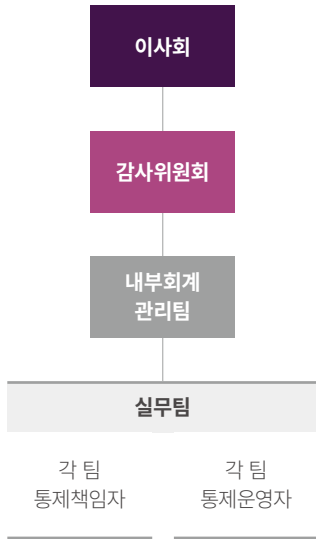 이사회
감사위원회
내부회계
관리팀
실무팀
각 팀
통제책임자
각 팀
통제운영자